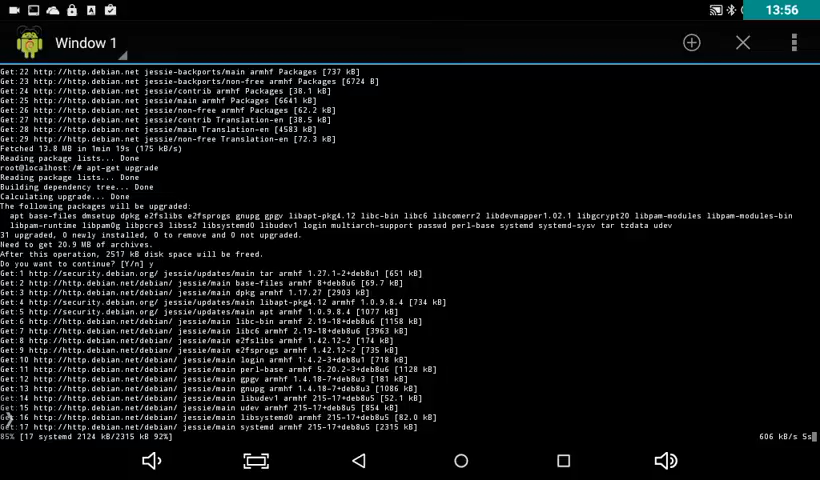 13:56
Window 1
Get:22 http://http.debian.net jessie-backports/main armhf Packages [737 kB]
Get:23 http://http.debian.net jessie-backports/non-free armhf Packages [6724 B]
Get:24 http://http.debian.net jessie/contrib armhf Packages [38.1 kB]
Get:25 http://http.debian.net jessie/main armhf Packages [6641 kB]
Get:26 http://http.debian.net jessie/non-free armhf Packages [62.2 kB]
Get:27 http://http.debian.net jessie/contrib Translation-en [38.5 kB]
Get:28 http://http.debian.net jessie/main Translation-en [4583 kB]
Get:29 http://http.debian.net jessie/non-free Translation-en [72.3 kB]
Fetched 13.8 MB in 1min 19s (175 kB/s)
Reading package lists... Done
root@localhost:/# apt-get upgrade
Reading package lists... Done
Building dependency tree... Done
Calculating upgrade... Done
The following packages will be upgraded:
apt base-files dmsetup dpkg e2fslibs e2fsprogs gnupg gpgv libapt-pkg4.12 libc-bin libc6 libcomerr2 libdevmapper1.02.1 libgcrypt20 libpam-modules libpam-modules-bin
libpam-runtime libpam0g libpcre3 libss2 libsystemd0 libudev1 login multiarch-support passwd perl-base systemd systemd-sysv tar tzdata udev
31 upgraded, 0 newly installed, 0 to remove and 0 not upgraded.
Need to get 20.9 MB of archives.
After this operation, 2517 kB disk space will be freed.
Do you want to continue? [Y/n] y
Get:1 http://security.debian.org/ jessie/updates/main tar armhf 1.27.1-2+deb8u1 [651 kB]
Get:2 http://http.debian.net/debian/ jessie/main base-files armhf 8+deb8u6 [69.7 kB]
Get:3 http://http.debian.net/debian/ jessie/main dpkg armhf 1.17.27 [2903 kB]
Get:4 http://security.debian.org/ jessie/updates/main libapt-pkg4.12 armhf 1.0.9.8.4 [734 kB]
Get:5 http://security.debian.org/ jessie/updates/main apt armhf 1.0.9.8.4 [1077 kB]
Get:6 http://http.debian.net/debian/ jessie/main libc-bin armhf 2.19-18+deb8u6 [1158 kB]
Get:7 http://http.debian.net/debian/ jessie/main libc6 armhf 2.19-18+deb8u6 [3963 kB]
Get:8 http://http.debian.net/debian/ jessie/main e2fslibs armhf 1.42.12-2 [174 kB]
Get:9 http://http.debian.net/debian/ jessie/main e2fsprogs armhf 1.42.12-2 [735 kB]
Get:10 http://http.debian.net/debian/ jessie/main login armhf 1:4.2-3+deb8u1 [718 kB]
Get:11 http://http.debian.net/debian/ jessie/main perl-base armhf 5.20.2-3+deb8u6 [1128 kB]
Get:12 http://http.debian.net/debian/ jessie/main gpgv armhf 1.4.18-7+deb8u3 [181 kB]
Get:13 http://http.debian.net/debian/ jessie/main gnupg armhf 1.4.18-7+deb8u3 [1086 kB]
Get:14 http://http.debian.net/debian/ jessie/main libudev1 armhf 215-17+deb8u5 [52.1 kB]
Get:15 http://http.debian.net/debian/ jessie/main udev armhf 215-17+deb8u5 [854 kB]
Get:16 http://http.debian.net/debian/ jessie/main libsystemd0 armhf 215-17+deb8u5 [82.0 kB]
Get:17 http://http.debian.net/debian/ jessie/main systemd armhf 215-17+deb8u5 [2315 kB]
85% [17 systemd 2124 kB/2315 kB 92%] 606 kB/s 5s